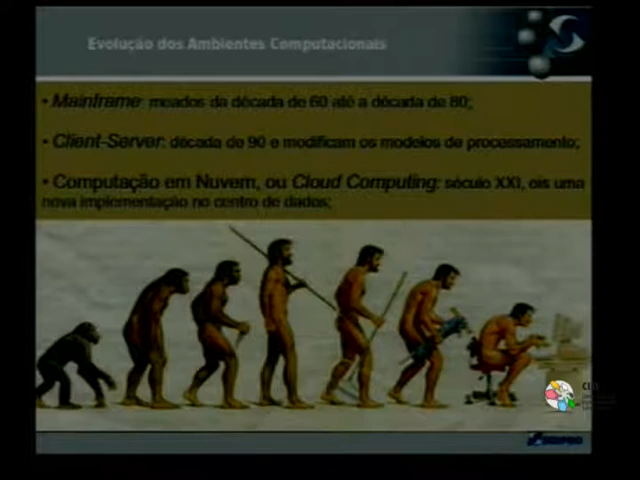 Evolução dos Ambientes Computacionais
• Mainframe: meados da década de 60 até a década de 80;
• Client-Server: década de 90 e modificam os modelos de processamento;
• Computação em Nuvem, ou Cloud Computing: século XXI, eis uma
nova implementação no centro de dados;
SERPRO